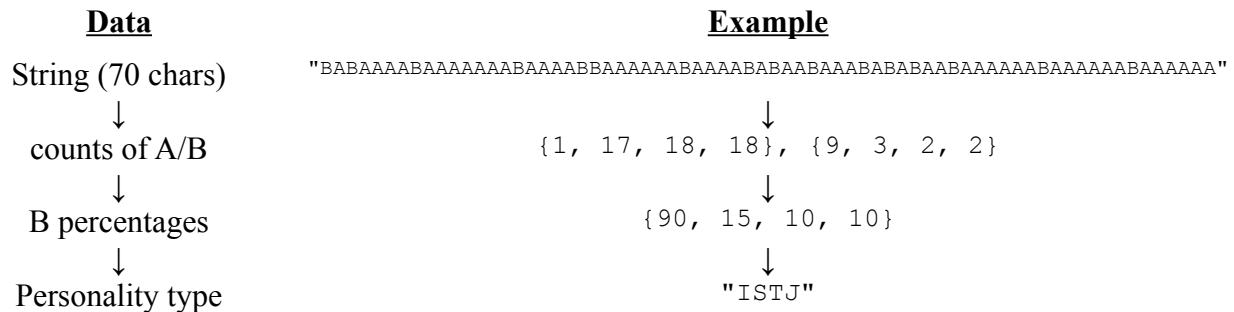 Data Example
String (70 chars) "BABAAAABAAAAAAABAAAABBAAAAAABAAAABABAABAAABABABAABAAAAAABAAAAAABAAAAAA"
↓ ↓
counts of A/B {1, 17, 18, 18}, {9, 3, 2, 2}
↓ ↓
B percentages {90, 15, 10, 10}
↓ ↓
Personality type "ISTJ"